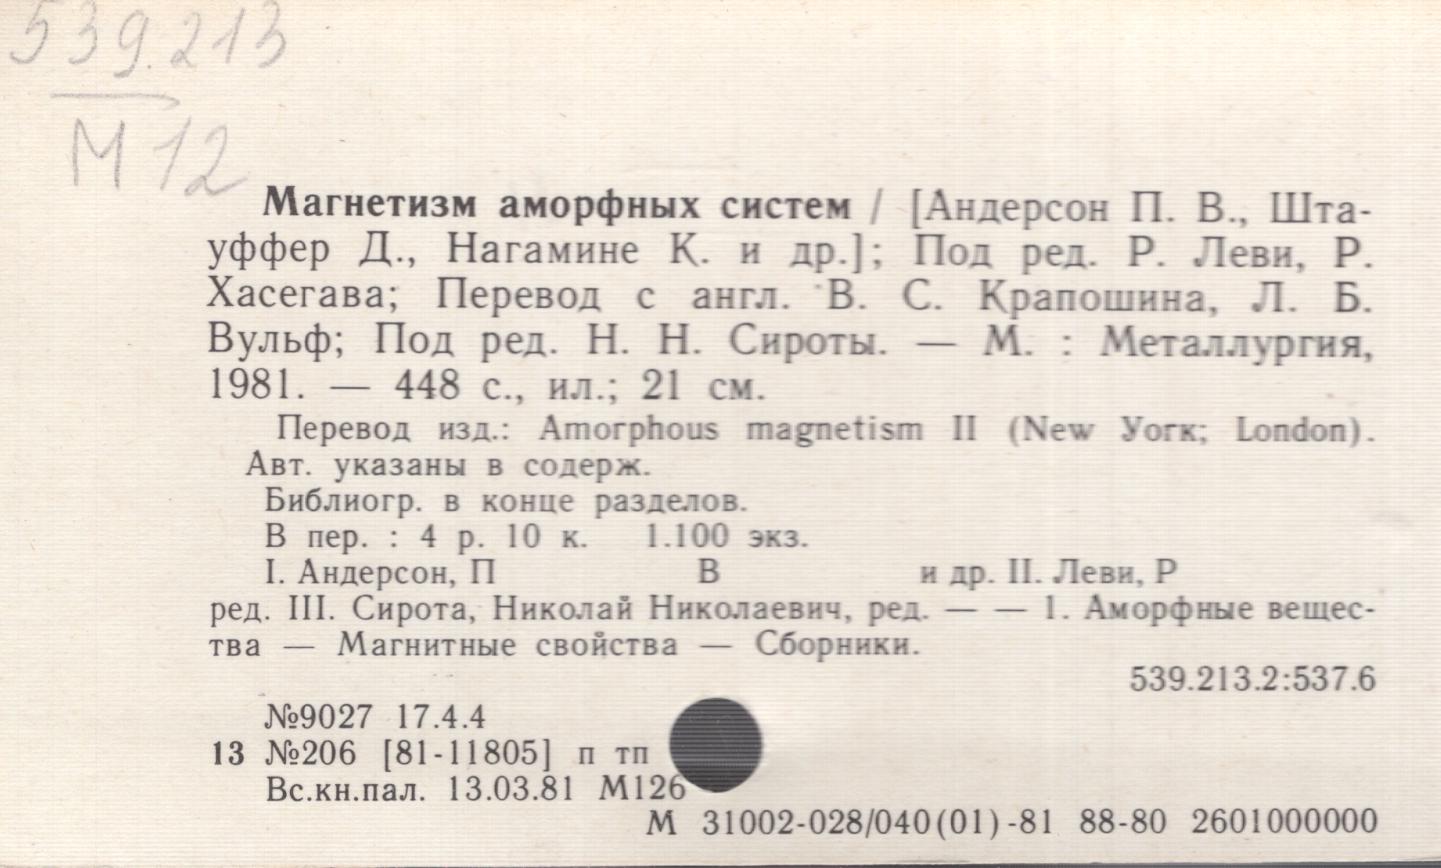 539.213
М 12
Магнетизм аморфных систем / [Андерсон П. В., Шта-
уффер Д., Нагамине К. и др.]; Под ред. Р. Леви, Р.
Хасегава; Перевод с англ. В. С. Крапошина, Л. Б.
Вульф; Под ред. Н. Н. Сироты. — М. : Металлургия,
1981. — 448 с., ил.; 21 см.
Перевод изд.: Amorphous magnetism II (New York; London).
Авт. указаны в содерж.
Библиогр. в конце разделов.
В пер. : 4 р. 10 к. 1.100 экз.
I. Андерсон, П В и др. II. Леви, Р
ред. III. Сирота, Николай Николаевич, ред. — — 1. Аморфные вещес-
тва — Магнитные свойства — Сборники.
539.213.2:537.6
№9027 17.4.4
13 №206 [81-11805] п тп
Вс.кн.пал. 13.03.81 М126
М 31002-028/040(01)-81 88-80 2601000000